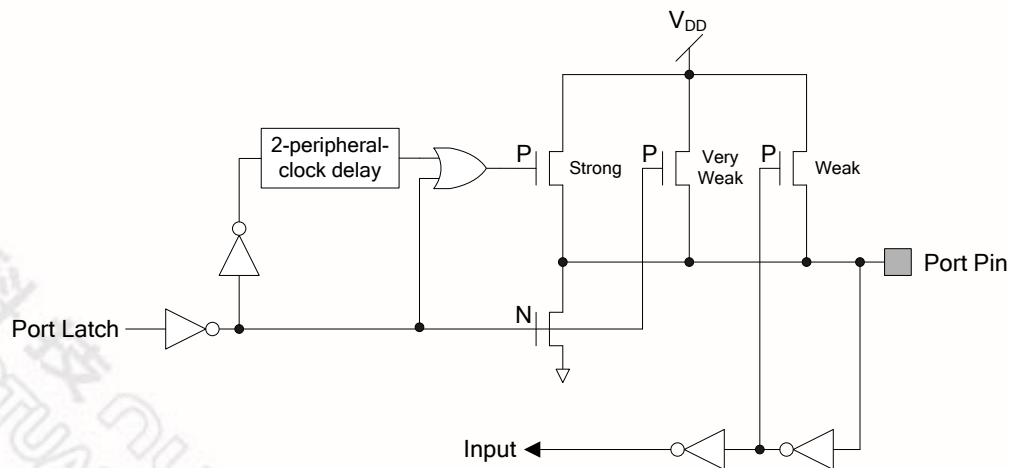 VDD
2-peripheral-
clock delay
P
Strong
P
Very
Weak
P
Weak
Port Pin
Port Latch
N
Input